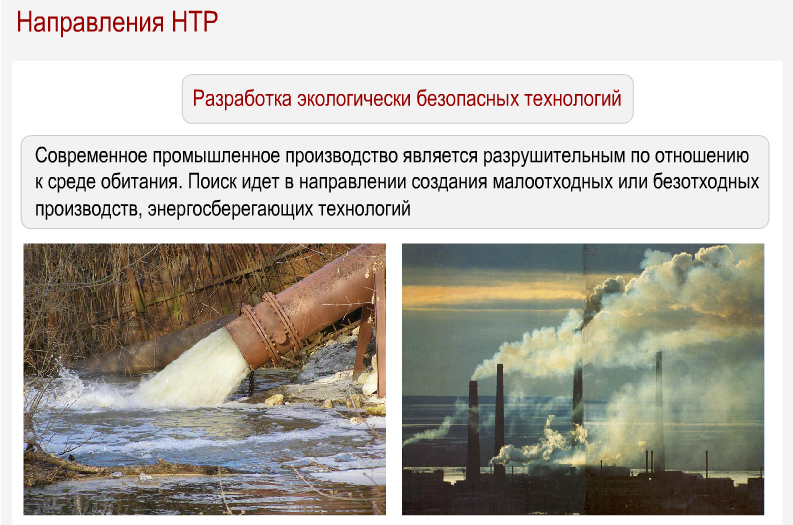 Направления НТР
Разработка экологически безопасных технологий
Современное промышленное производство является разрушительным по отношению
к среде обитания. Поиск идет в направлении создания малоотходных или безотходных
производств, энергосберегающих технологий